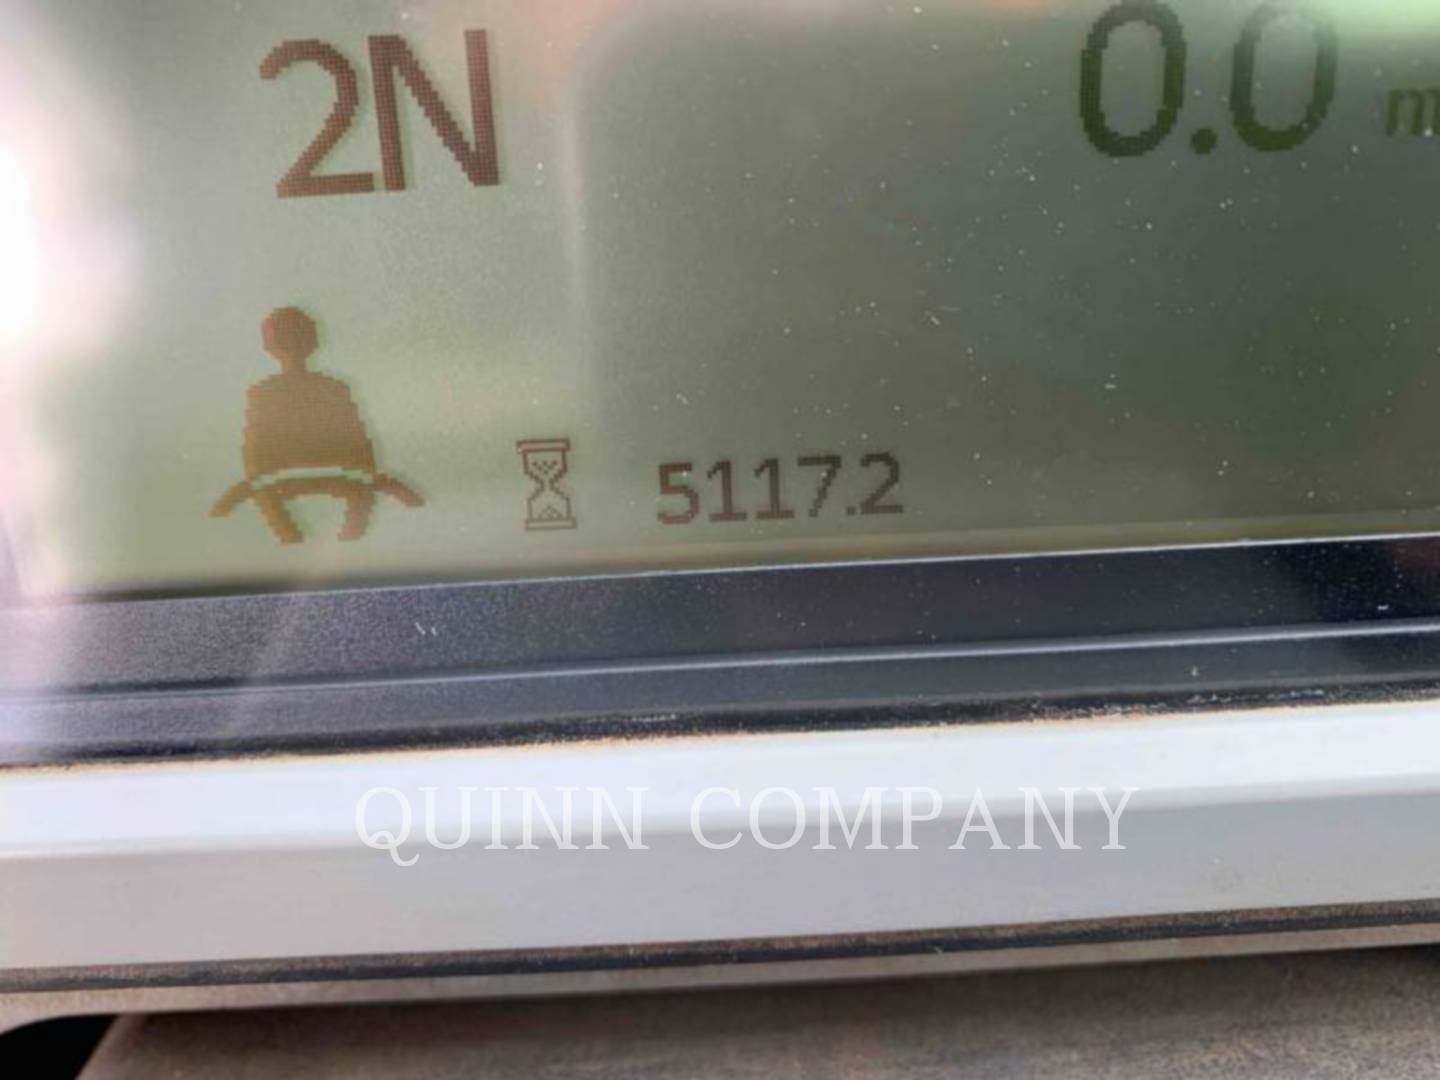 2N 0.0 m
5117.2
QUINN COMPANY